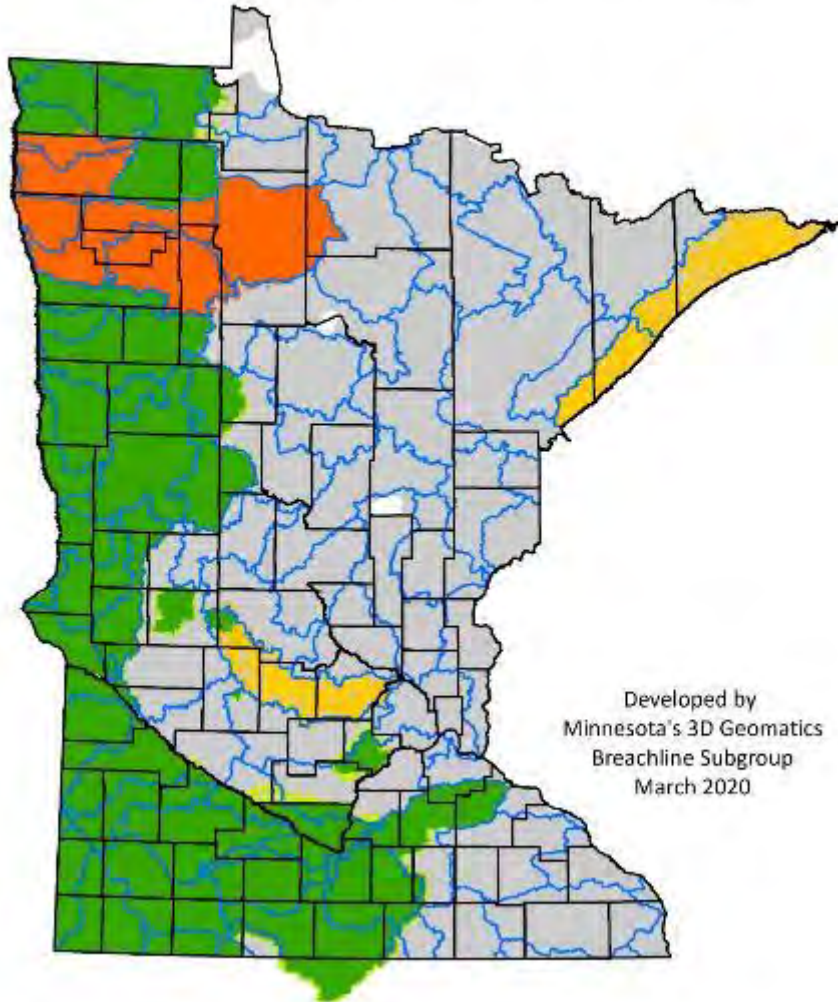 Developed by
Minnesota's 3D Geomatics
Breachline Subgroup
March 2020